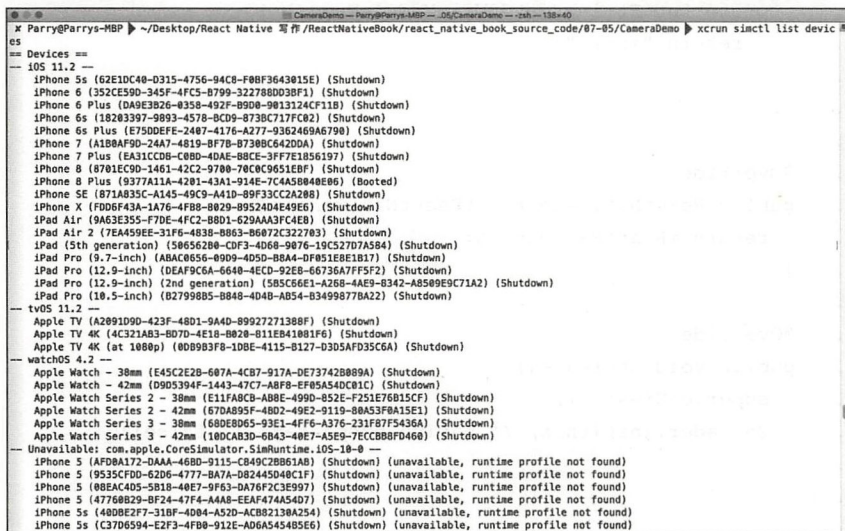 CameraDemo — Parry@Parrys-MBP — ..05/CameraDemo — -zsh — 138×40
✘ Parry@Parrys-MBP ▶ ~/Desktop/React Native 写作/ReactNativeBook/react_native_book_source_code/07-05/CameraDemo ▶ xcrun simctl list devic
es
== Devices ==
-- iOS 11.2 --
iPhone 5s (62E1DC40-D315-4756-94C8-F0BF3643015E) (Shutdown)
iPhone 6 (352CE59D-345F-4FC5-B799-322788DD3BF1) (Shutdown)
iPhone 6 Plus (DA9E3B26-0358-492F-B9D0-9013124CF11B) (Shutdown)
iPhone 6s (18203397-9893-4578-BCD9-873BC717FC02) (Shutdown)
iPhone 6s Plus (E75DDEFE-2407-4176-A277-9362469A6790) (Shutdown)
iPhone 7 (A1B0AF9D-24A7-4819-BF7B-B730BC642DDA) (Shutdown)
iPhone 7 Plus (EA31CCDB-C0BD-4DAE-B8CE-3FF7E1856197) (Shutdown)
iPhone 8 (8701EC9D-1461-42C2-9700-70C0C9651EBF) (Shutdown)
iPhone 8 Plus (9377A11A-4201-43A1-914E-7C4A58040E06) (Booted)
iPhone SE (871A835C-A145-49C9-A41D-89F33CC2A208) (Shutdown)
iPhone X (FDD6F43A-1A76-4FB8-8029-89524D4E49E6) (Shutdown)
iPad Air (9A63E355-F7DE-4FC2-B8D1-629AAA3FC4E8) (Shutdown)
iPad Air 2 (7EA459EE-31F6-4838-B863-B6072C322703) (Shutdown)
iPad (5th generation) (506562B0-CDF3-4D68-9076-19C527D7A584) (Shutdown)
iPad Pro (9.7-inch) (ABAC0656-09D9-4D5D-B8A4-DF051E8E1B17) (Shutdown)
iPad Pro (12.9-inch) (DEAF9C6A-6640-4ECD-92E8-66736A7FF5F2) (Shutdown)
iPad Pro (12.9-inch) (2nd generation) (5B5C66E1-A268-4AE9-B342-A8509E9C71A2) (Shutdown)
iPad Pro (10.5-inch) (B27998B5-B848-4D4B-AB54-B3499877BA22) (Shutdown)
-- tvOS 11.2 --
Apple TV (A2091D9D-423F-48D1-9A4D-89927271388F) (Shutdown)
Apple TV 4K (4C321AB3-BD7D-4E18-B020-B11EB41081F6) (Shutdown)
Apple TV 4K (at 1080p) (0DB9B3F8-1DBE-4115-B127-D3D5AFD35C6A) (Shutdown)
-- watchOS 4.2 --
Apple Watch - 38mm (E45C2E2B-607A-4CB7-917A-DE73742B089A) (Shutdown)
Apple Watch - 42mm (D9D5394F-1443-47C7-A8F8-EF05A54DC01C) (Shutdown)
Apple Watch Series 2 - 38mm (E11FA8CB-AB8E-499D-852E-F251E76B15CF) (Shutdown)
Apple Watch Series 2 - 42mm (67DA895F-4BD2-49E2-9119-80A53F0A15E1) (Shutdown)
Apple Watch Series 3 - 38mm (68DE8D65-93E1-4FF6-A376-231F87F5436A) (Shutdown)
Apple Watch Series 3 - 42mm (10DCAB3D-6B43-40E7-A5E9-7ECCBB8FD460) (Shutdown)
-- Unavailable: com.apple.CoreSimulator.SimRuntime.iOS-10-0 --
iPhone 5 (AFD0A172-DAAA-46BD-9115-C849C2BB61AB) (Shutdown) (unavailable, runtime profile not found)
iPhone 5 (9535CFDD-62D6-4777-BA7A-D82445D40C1F) (Shutdown) (unavailable, runtime profile not found)
iPhone 5 (08EAC4D5-5B18-40E7-9F63-DA76F2C3E997) (Shutdown) (unavailable, runtime profile not found)
iPhone 5 (47760B29-BF24-47F4-A4A8-EEAF474A54D7) (Shutdown) (unavailable, runtime profile not found)
iPhone 5s (40DBE2F7-31BF-4D04-A52D-ACB82130A254) (Shutdown) (unavailable, runtime profile not found)
iPhone 5s (C37D6594-E2F3-4FB0-912E-AD6A5454B5E6) (Shutdown) (unavailable, runtime profile not found)